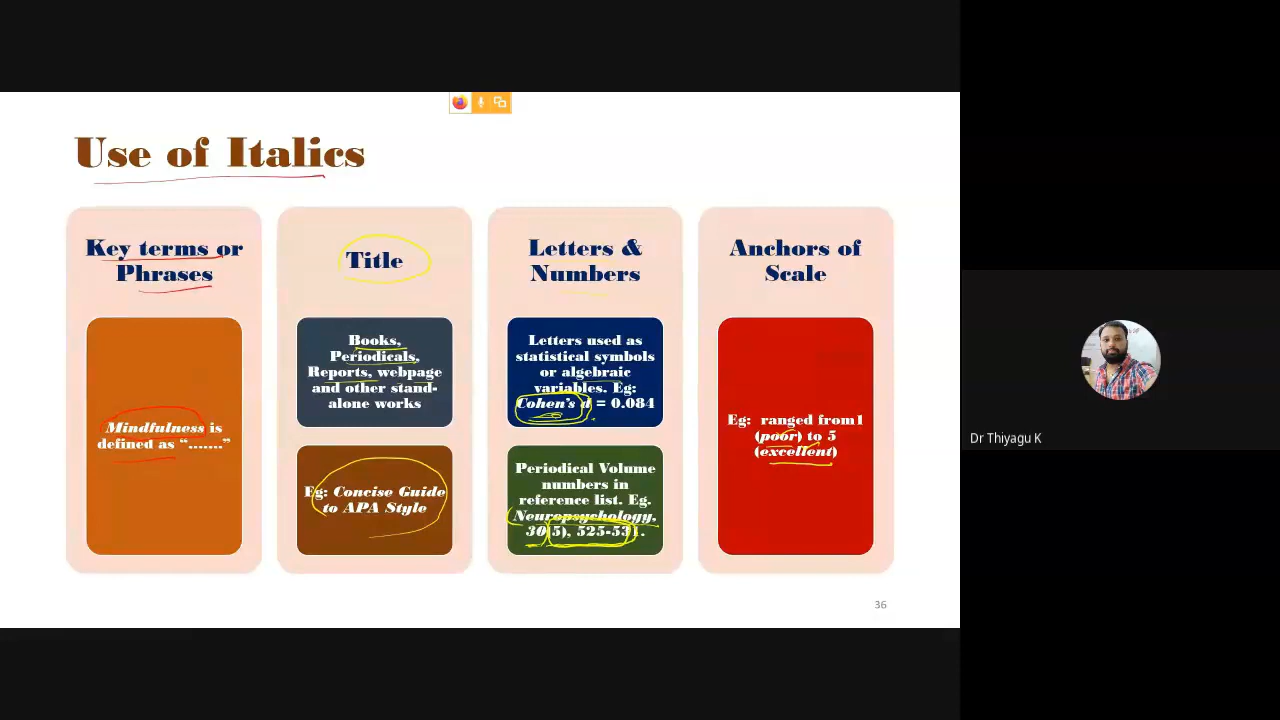 Use of Italics
Key terms or
Phrases
Mindfulness is
defined as “.......”
Title
Books,
Periodicals,
Reports, webpage
and other stand-
alone works
Eg: Concise Guide
to APA Style
Letters &
Numbers
Letters used as
statistical symbols
or algebraic
variables. Eg:
Cohen's d = 0.084
Periodical Volume
numbers in
reference list. Eg.
Neuropsychology,
30(5), 525-531.
Anchors of
Scale
Eg: ranged from1
(poor) to 5
(excellent)
36
Dr Thiyagu K